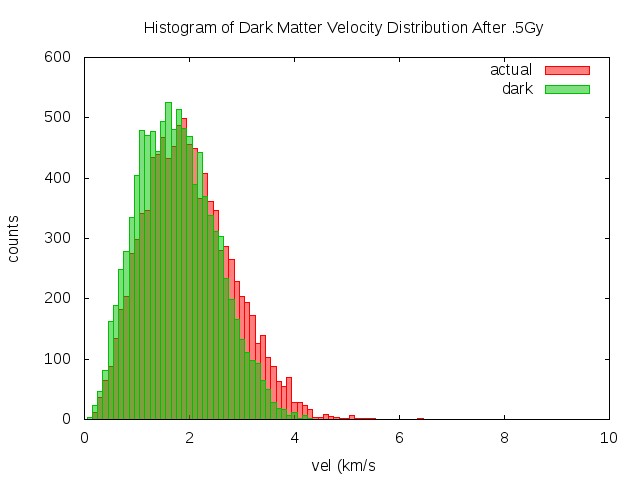 Histogram of Dark Matter Velocity Distribution After .5Gy
600
500
400
300
200
100
0
counts
actual
dark
0 2 4 6 8 10
vel (km/s